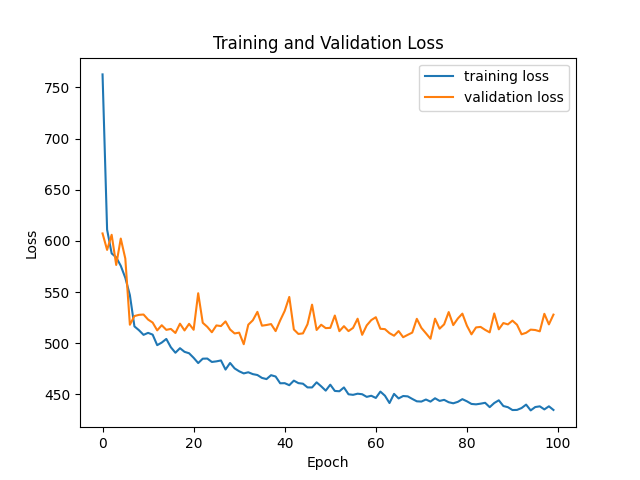 Training and Validation Loss
training loss
validation loss
Loss
750
700
650
600
550
500
450
0 20 40 60 80 100
Epoch